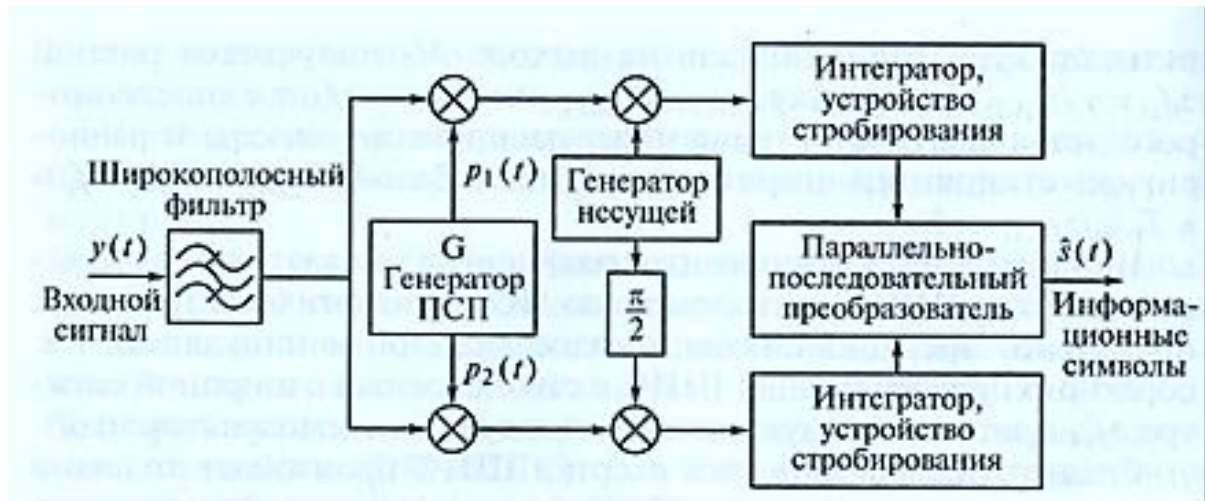 Интегратор,
устройство
стробирования
Широкополосный
фильтр
p₁(t)
Генератор
несущей
y(t)
Входной
сигнал
G
Генератор
ПСП
π/2
Параллельно-
последовательный
преобразователь
ŝ(t)
Информа-
ционные
символы
p₂(t)
Интегратор,
устройство
стробирования